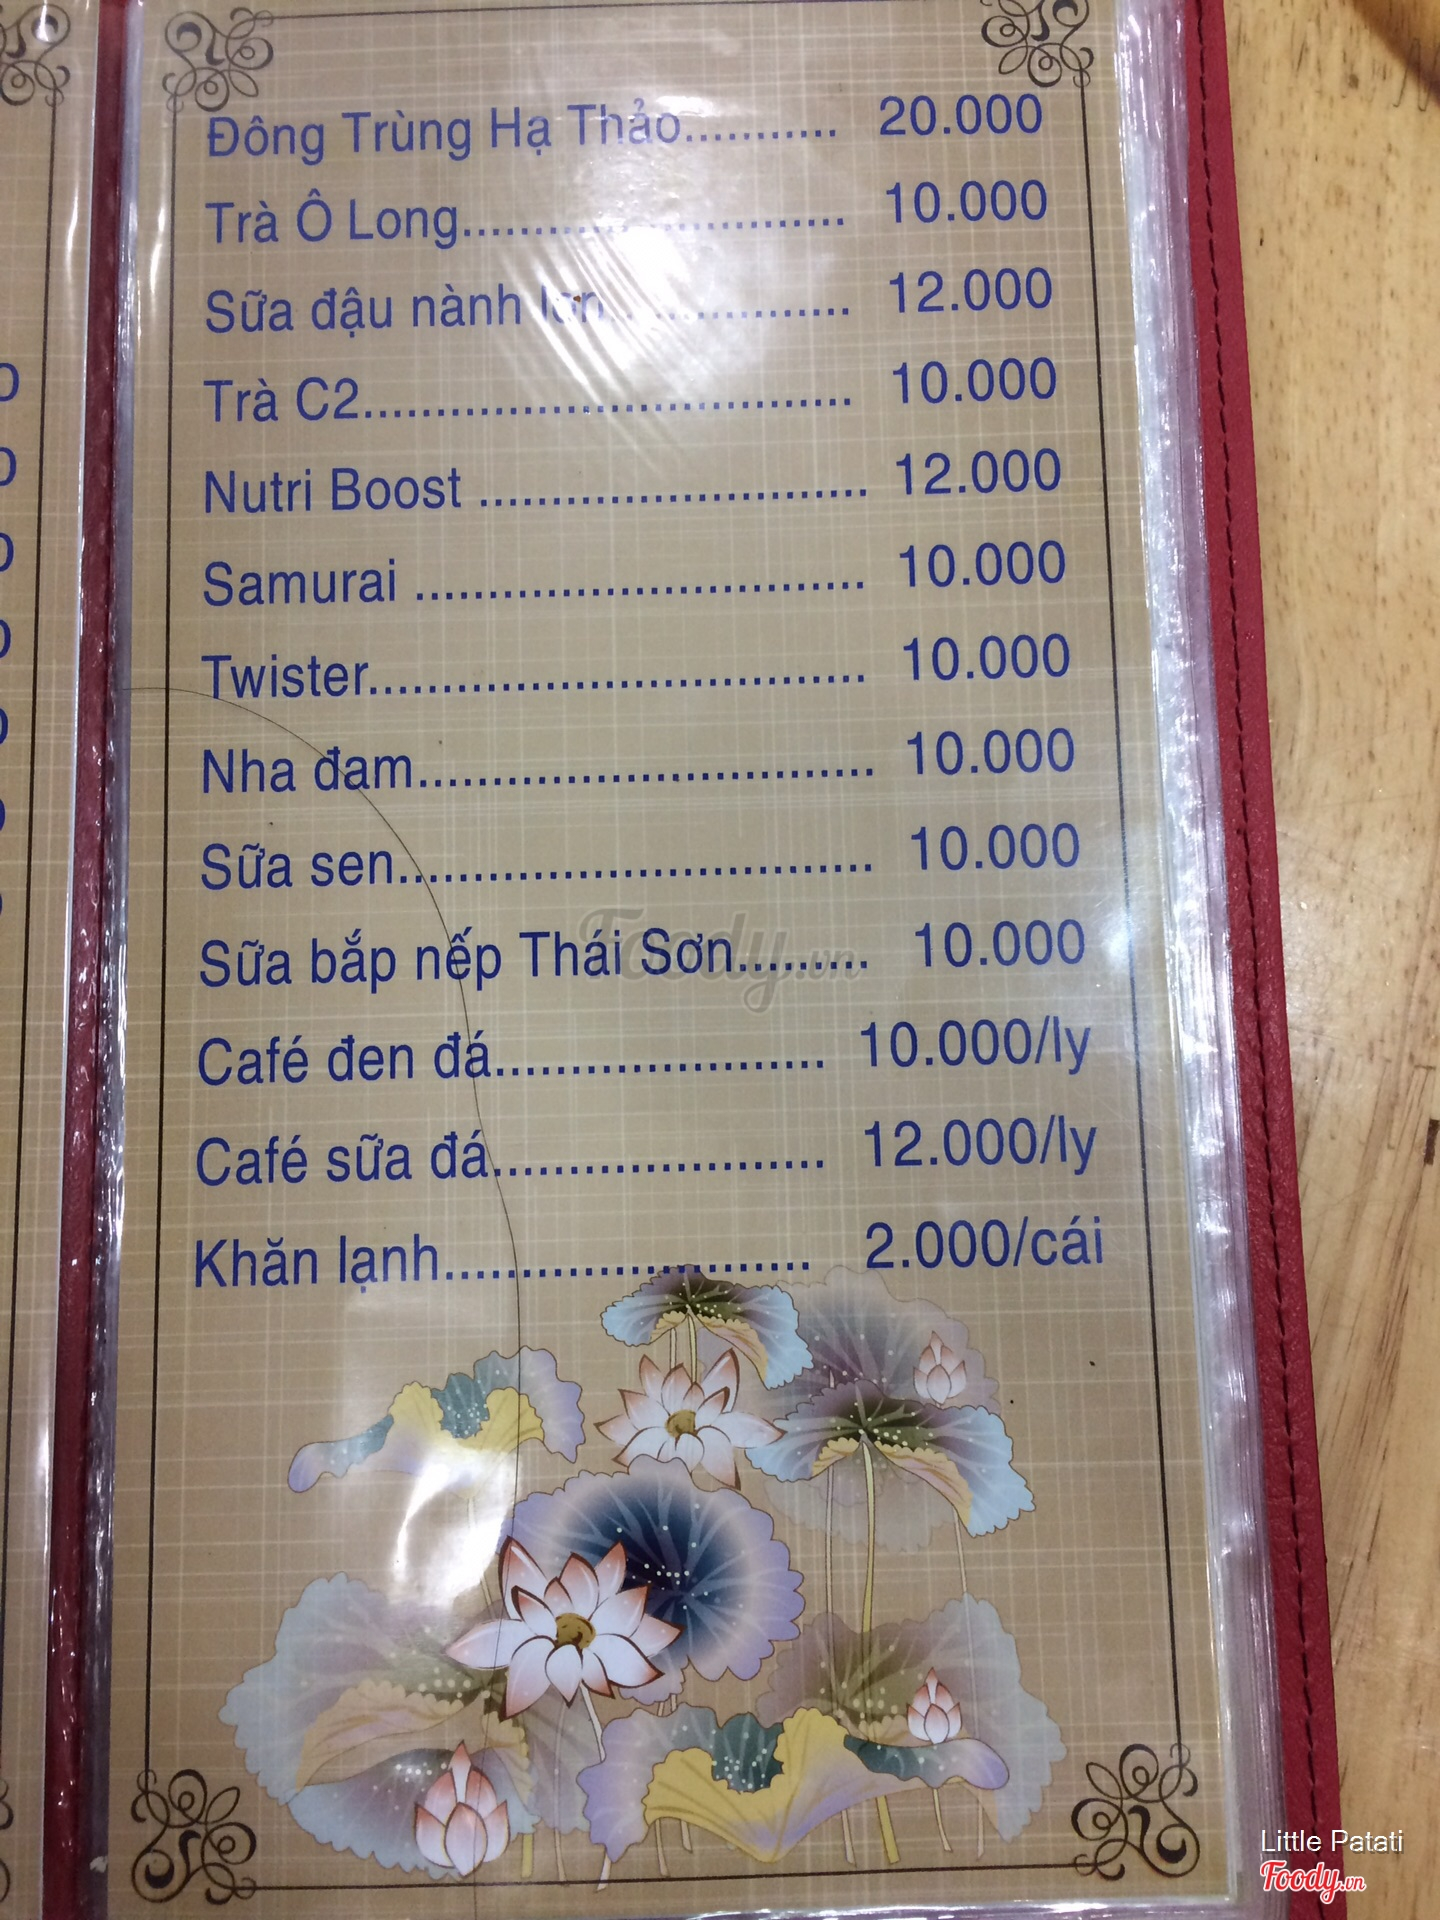 Đông Trùng Hạ Thảo........... 20.000
Trà Ô Long........................... 10.000
Sữa đậu nành lon................. 12.000
Trà C2.................................. 10.000
Nutri Boost ........................... 12.000
Samurai ............................... 10.000
Twister.................................. 10.000
Nha đam................................ 10.000
Sữa sen................................. 10.000
Sữa bắp nếp Thái Sơn......... 10.000
Café đen đá....................... 10.000/ly
Café sữa đá....................... 12.000/ly
Khăn lạnh......................... 2.000/cái
Foody.vn
Little Patati
Foody.vn